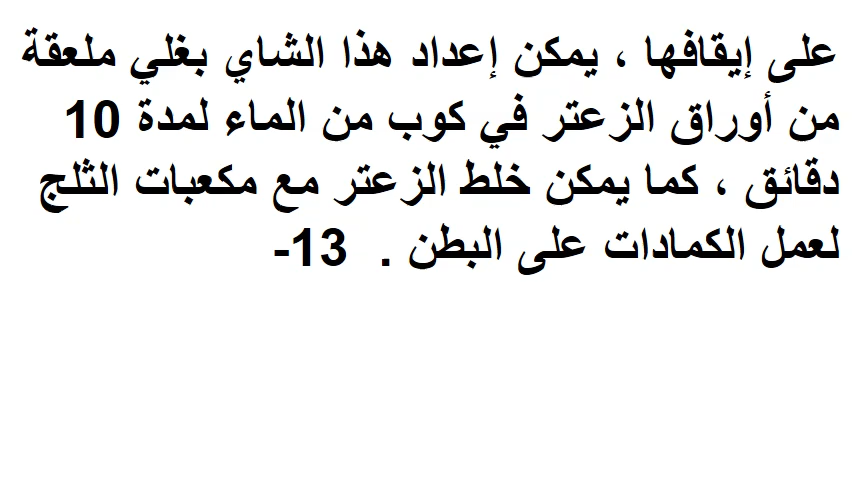 على إيقافها ، يمكن إعداد هذا الشاي بغلي ملعقة
من أوراق الزعتر في كوب من الماء لمدة 10
دقائق ، كما يمكن خلط الزعتر مع مكعبات الثلج
لعمل الكمادات على البطن .  13-